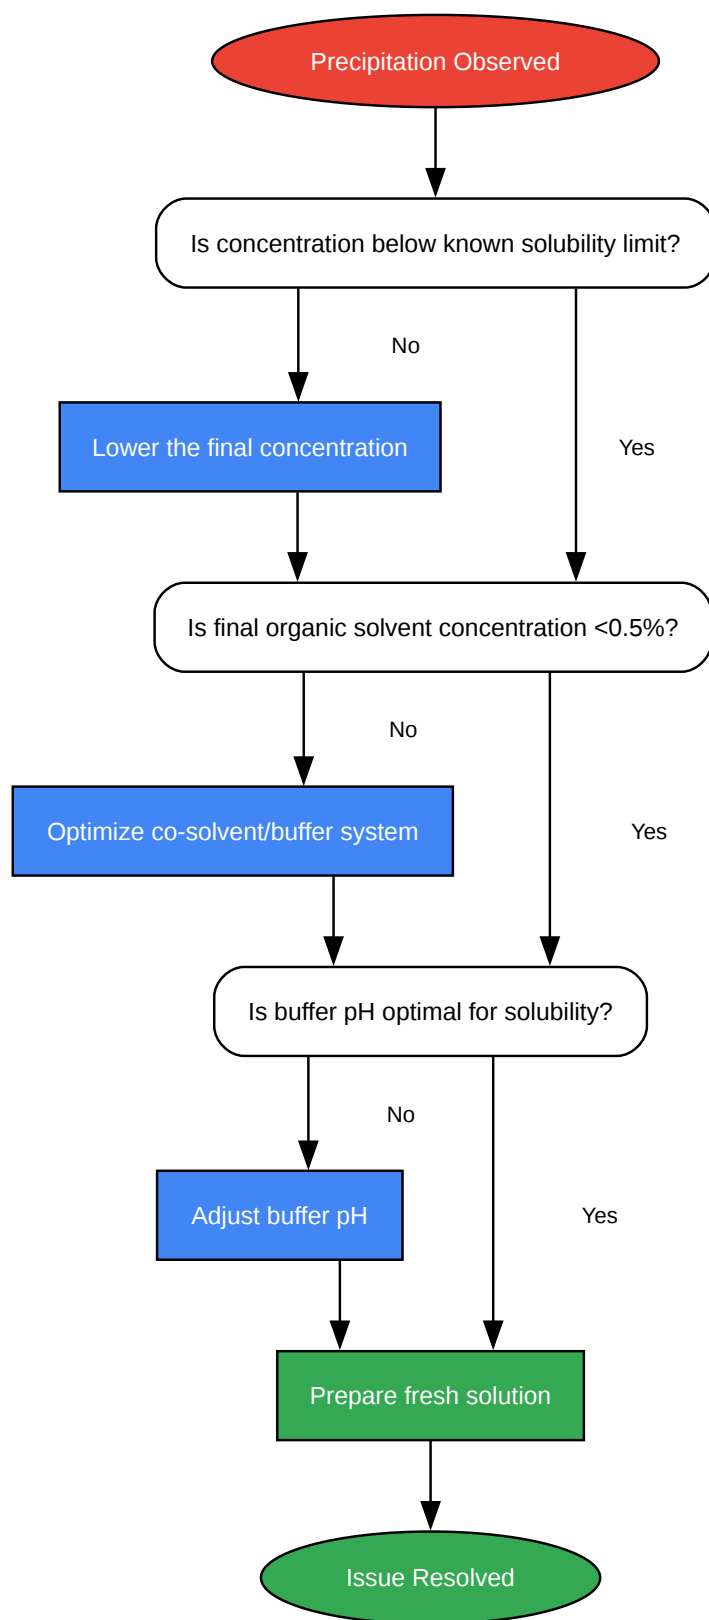 Precipitation Observed
Is concentration below known solubility limit?
No
Lower the final concentration
Yes
Is final organic solvent concentration <0.5%?
No
Optimize co-solvent/buffer system
Yes
Is buffer pH optimal for solubility?
No
Adjust buffer pH
Yes
Prepare fresh solution
Issue Resolved